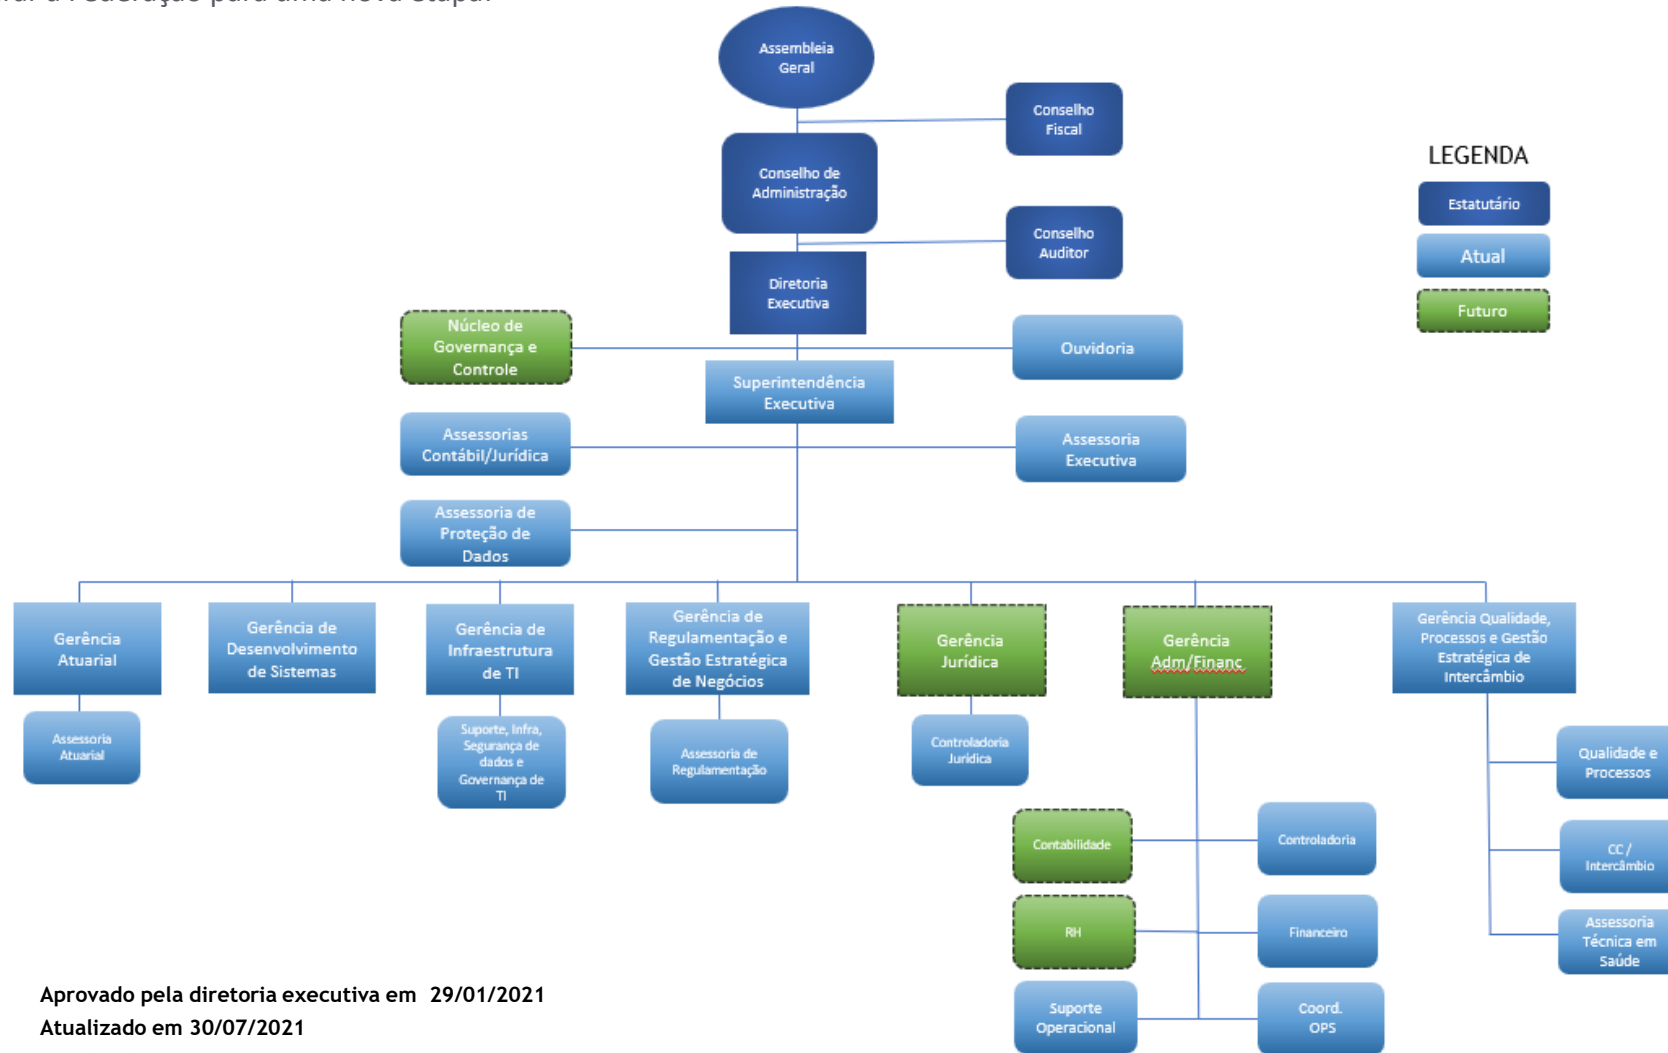 a Federação para uma nova etapa.
Assembleia
Geral
Conselho
Fiscal
Conselho de
Administração
Conselho
Auditor
Diretoria
Executiva
LEGENDA
Estatutário
Atual
Futuro
Núcleo de
Governança e
Controle
Ouvidoria
Superintendência
Executiva
Assessorias
Contábil/Jurídica
Assessoria
Executiva
Assessoria de
Proteção de
Dados
Gerência
Atuarial
Gerência de
Desenvolvimento
de Sistemas
Gerência de
Infraestrutura
de TI
Gerência de
Regulamentação e
Gestão Estratégica
de Negócios
Gerência
Jurídica
Gerência
Adm/Financ
Gerência Qualidade,
Processos e Gestão
Estratégica de
Intercâmbio
Assessoria
Atuarial
Suporte, Infra,
Segurança de
dados e
Governança de
TI
Assessoria de
Regulamentação
Controladoria
Jurídica
Qualidade e
Processos
Contabilidade
Controladoria
CC /
Intercâmbio
RH
Financeiro
Assessoria
Técnica em
Saúde
Suporte
Operacional
Coord.
OPS
Aprovado pela diretoria executiva em 29/01/2021
Atualizado em 30/07/2021